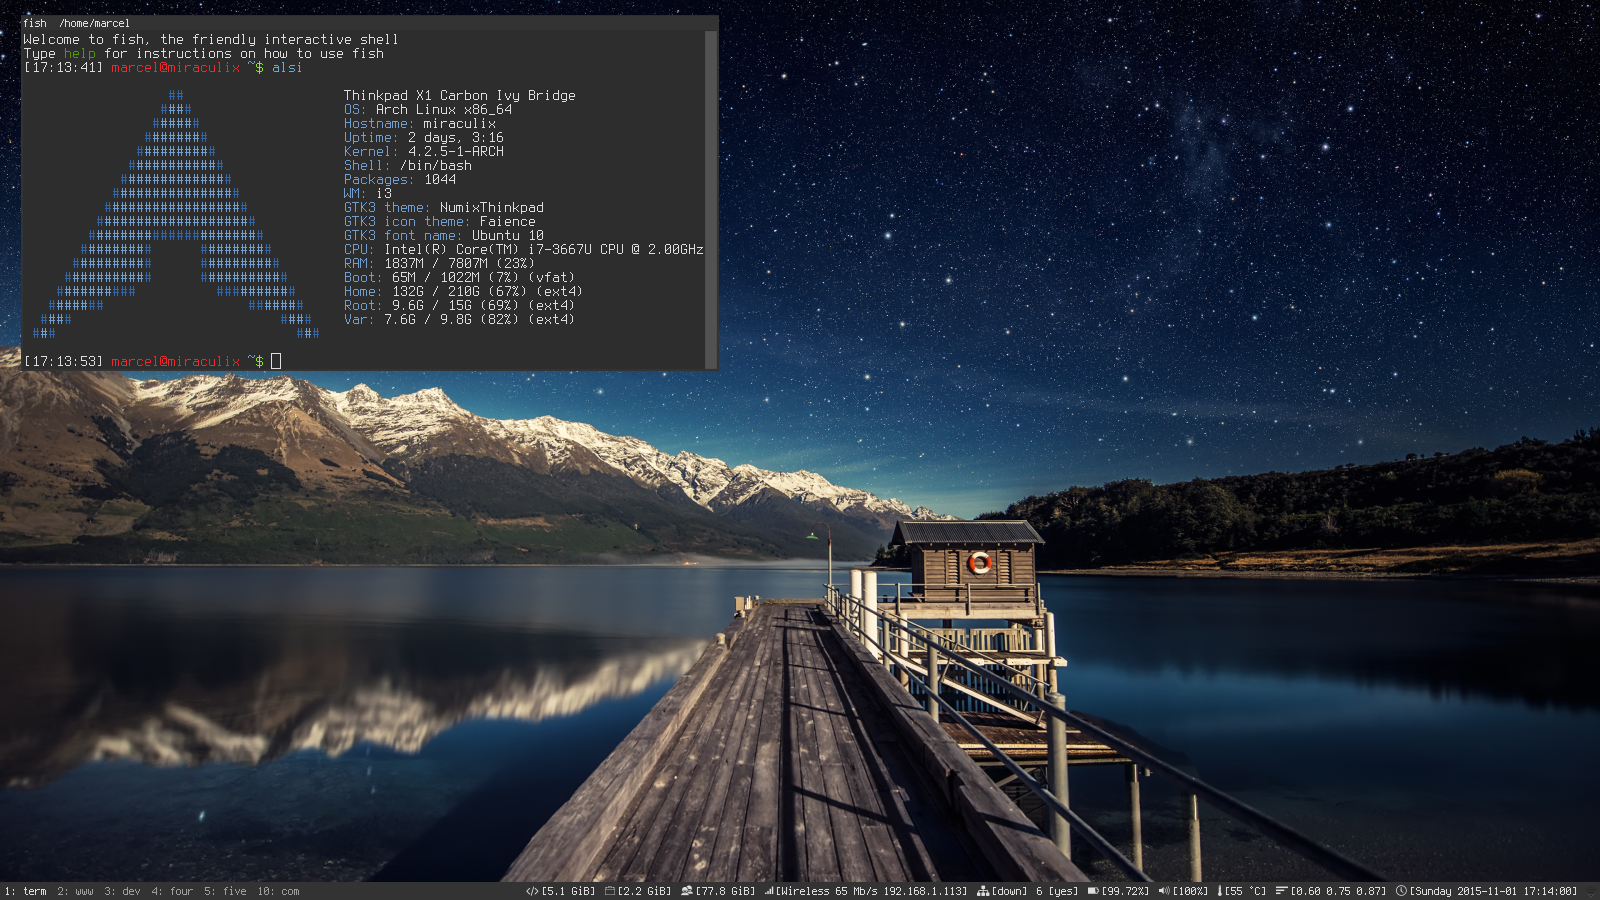 fish  /home/marcel
Welcome to fish, the friendly interactive shell
Type help for instructions on how to use fish
[17:13:41] marcel@miraculix ~$ alsi
Thinkpad X1 Carbon Ivy Bridge
OS: Arch Linux x86_64
Hostname: miraculix
Uptime: 2 days, 3:16
Kernel: 4.2.5-1-ARCH
Shell: /bin/bash
Packages: 1044
WM: i3
GTK3 theme: NumixThinkpad
GTK3 icon theme: Faience
GTK3 font name: Ubuntu 10
CPU: Intel(R) Core(TM) i7-3667U CPU @ 2.00GHz
RAM: 1837M / 7807M (23%)
Boot: 65M / 1022M (7%) (vfat)
Home: 132G / 210G (67%) (ext4)
Root: 9.6G / 15G (69%) (ext4)
Var: 7.6G / 9.8G (82%) (ext4)
[17:13:53] marcel@miraculix ~$
1: term  2: www  3: dev  4: four  5: five  10: com  [5.1 GiB]  [2.2 GiB]  [77.8 GiB]  [Wireless 65 Mb/s 192.168.1.113]  [down]  6 [yes]  [99.72%]  [100%]  [55 °C]  [0.60 0.75 0.87]  [Sunday 2015-11-01 17:14:00]